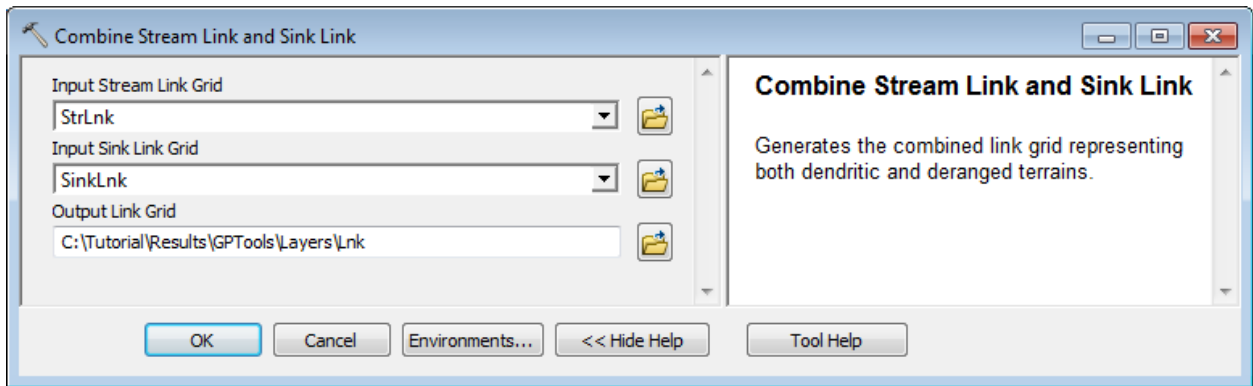 Combine Stream Link and Sink Link
Input Stream Link Grid
StrLnk
Input Sink Link Grid
SinkLnk
Output Link Grid
C:\Tutorial\Results\GPTools\Layers\Lnk
Combine Stream Link and Sink Link
Generates the combined link grid representing
both dendritic and deranged terrains.
OK
Cancel
Environments...
<< Hide Help
Tool Help